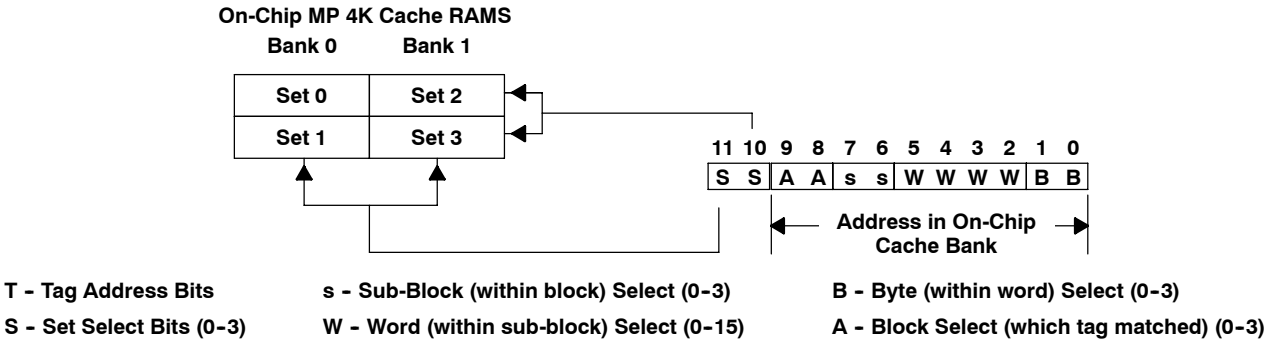 On-Chip MP 4K Cache RAMS
Bank 0 Bank 1
Set 0 Set 2
Set 1 Set 3
11 10 9 8 7 6 5 4 3 2 1 0
S S A A s s W W W W B B
Address in On-Chip
Cache Bank
T - Tag Address Bits s - Sub-Block (within block) Select (0-3) B - Byte (within word) Select (0-3)
S - Set Select Bits (0-3) W - Word (within sub-block) Select (0-15) A - Block Select (which tag matched) (0-3)